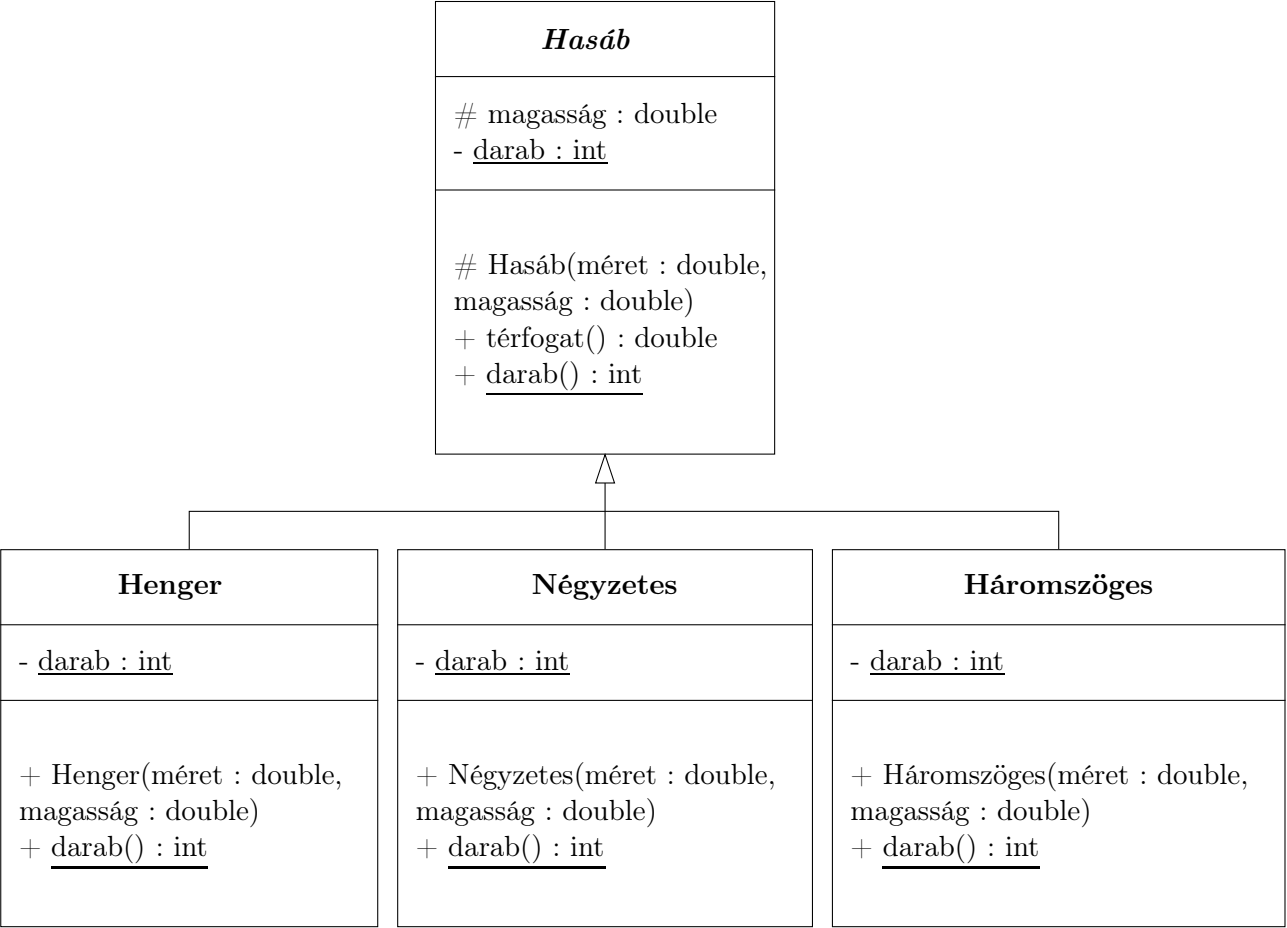 Hasáb
# magasság : double
- darab : int
# Hasáb(méret : double,
magasság : double)
+ térfogat() : double
+ darab() : int
Henger
- darab : int
+ Henger(méret : double,
magasság : double)
+ darab() : int
Négyzetes
- darab : int
+ Négyzetes(méret : double,
magasság : double)
+ darab() : int
Háromszöges
- darab : int
+ Háromszöges(méret : double,
magasság : double)
+ darab() : int